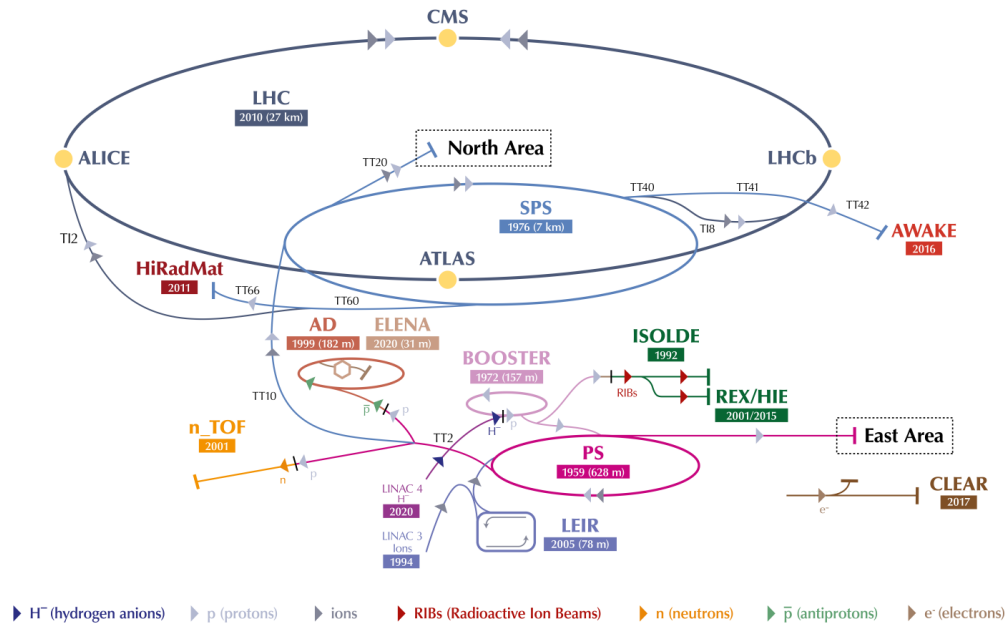 CMS
LHC
2010 (27 km)
ALICE
TT20
North Area
LHCb
TT40
TT41
TT42
SPS
1976 (7 km)
TI8
TI2
AWAKE
2016
ATLAS
HiRadMat
2011
TT66
TT60
AD
1999 (182 m)
ELENA
2020 (31 m)
ISOLDE
1992
BOOSTER
1972 (157 m)
RIBs
REX/HIE
2001/2015
TT10
p̅
p
n_TOF
2001
TT2
H⁻
p
East Area
PS
1959 (628 m)
n
p
LINAC 4
H⁻
2020
CLEAR
2017
e⁻
LINAC 3
Ions
1994
LEIR
2005 (78 m)
H⁻ (hydrogen anions)
p (protons)
ions
RIBs (Radioactive Ion Beams)
n (neutrons)
p̅ (antiprotons)
e⁻ (electrons)